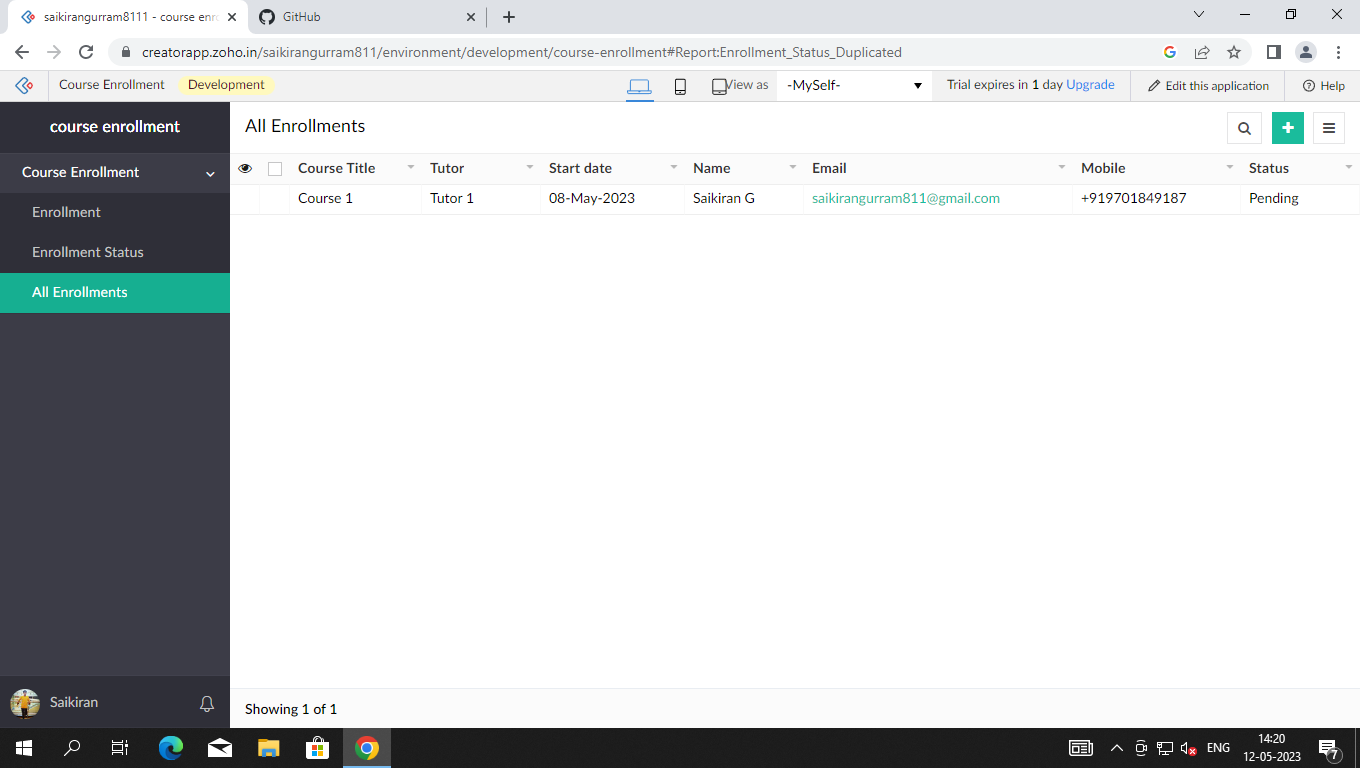 saikirangurram8111 - course enro
GitHub
creatorapp.zoho.in/saikirangurram811/environment/development/course-enrollment#Report:Enrollment_Status_Duplicated
Course Enrollment Development View as -MySelf- Trial expires in 1 day Upgrade Edit this application Help
course enrollment
Course Enrollment
Enrollment
Enrollment Status
All Enrollments
Saikiran
All Enrollments
Course Title Tutor Start date Name Email Mobile Status
Course 1 Tutor 1 08-May-2023 Saikiran G saikirangurram811@gmail.com +919701849187 Pending
Showing 1 of 1
ENG
14:20
12-05-2023
7